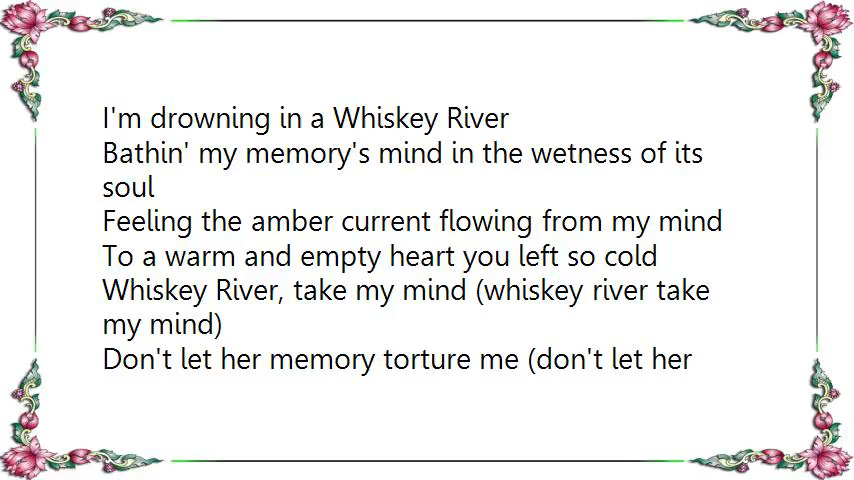 I'm drowning in a Whiskey River
Bathin' my memory's mind in the wetness of its
soul
Feeling the amber current flowing from my mind
To a warm and empty heart you left so cold
Whiskey River, take my mind (whiskey river take
my mind)
Don't let her memory torture me (don't let her